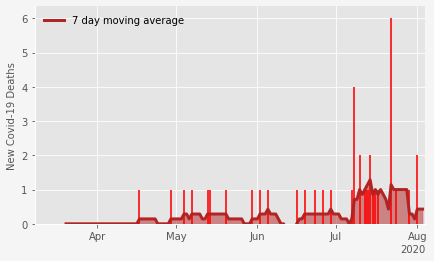 7 day moving average
New Covid-19 Deaths
6
5
4
3
2
1
0
Apr
May
Jun
Jul
Aug
2020